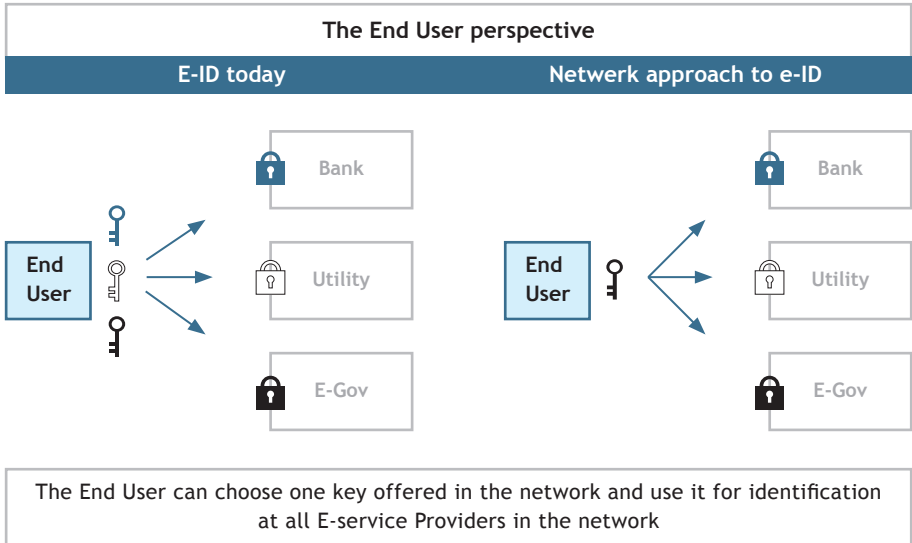 The End User perspective
E-ID today
Netwerk approach to e-ID
Bank
Utility
E-Gov
End
User
Bank
Utility
E-Gov
End
User
The End User can choose one key offered in the network and use it for identification
at all E-service Providers in the network